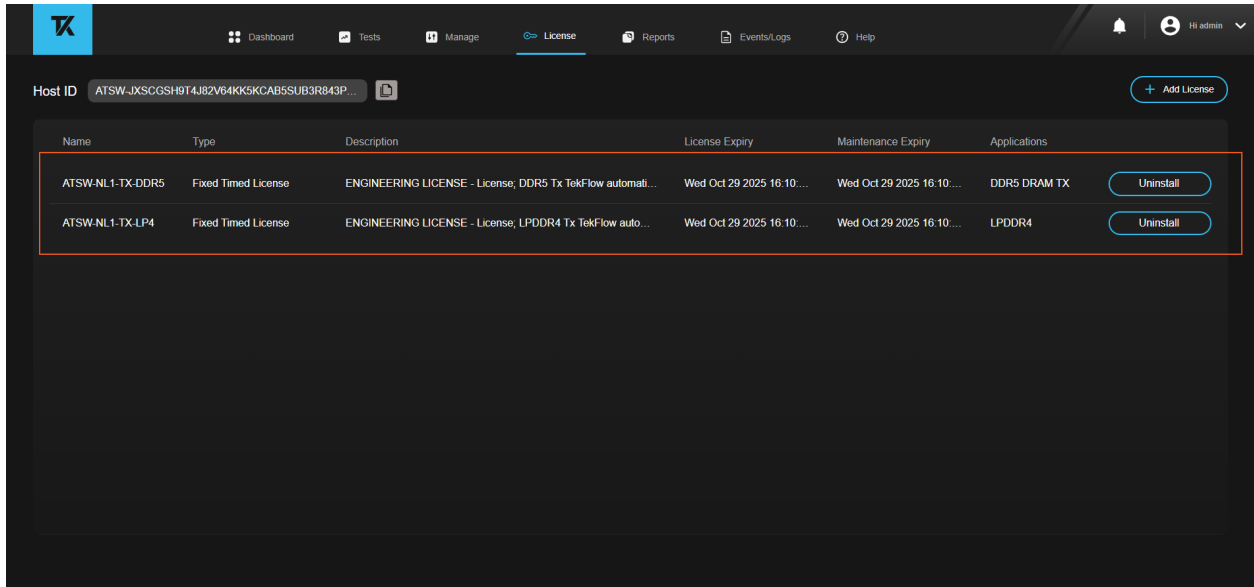 TK
Dashboard Tests Manage License Reports Events/Logs Help Hi admin
Host ID ATSW-JXSCGSH9T4J82V64KK5KCAB5SUB3R843P... + Add License
Name Type Description License Expiry Maintenance Expiry Applications
ATSW-NL1-TX-DDR5 Fixed Timed License ENGINEERING LICENSE - License; DDR5 Tx TekFlow automati... Wed Oct 29 2025 16:10:... Wed Oct 29 2025 16:10:... DDR5 DRAM TX Uninstall
ATSW-NL1-TX-LP4 Fixed Timed License ENGINEERING LICENSE - License; LPDDR4 Tx TekFlow auto... Wed Oct 29 2025 16:10:... Wed Oct 29 2025 16:10:... LPDDR4 Uninstall